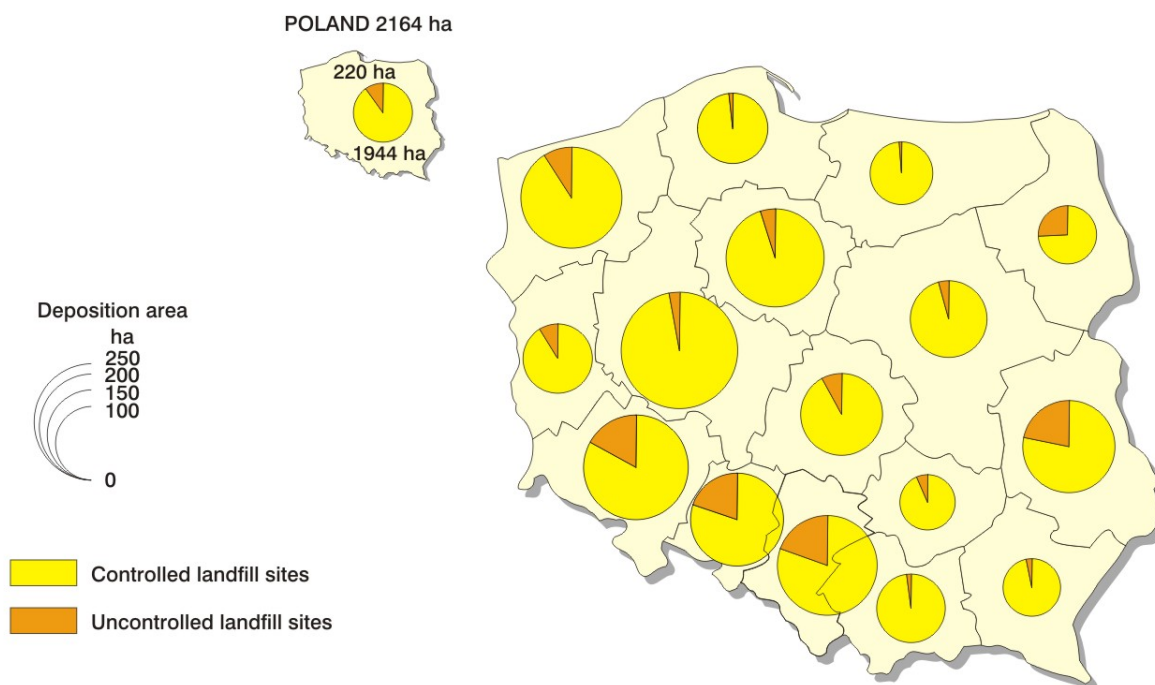 POLAND 2164 ha
220 ha
1944 ha
Deposition area
ha
250
200
150
100
0
Controlled landfill sites
Uncontrolled landfill sites